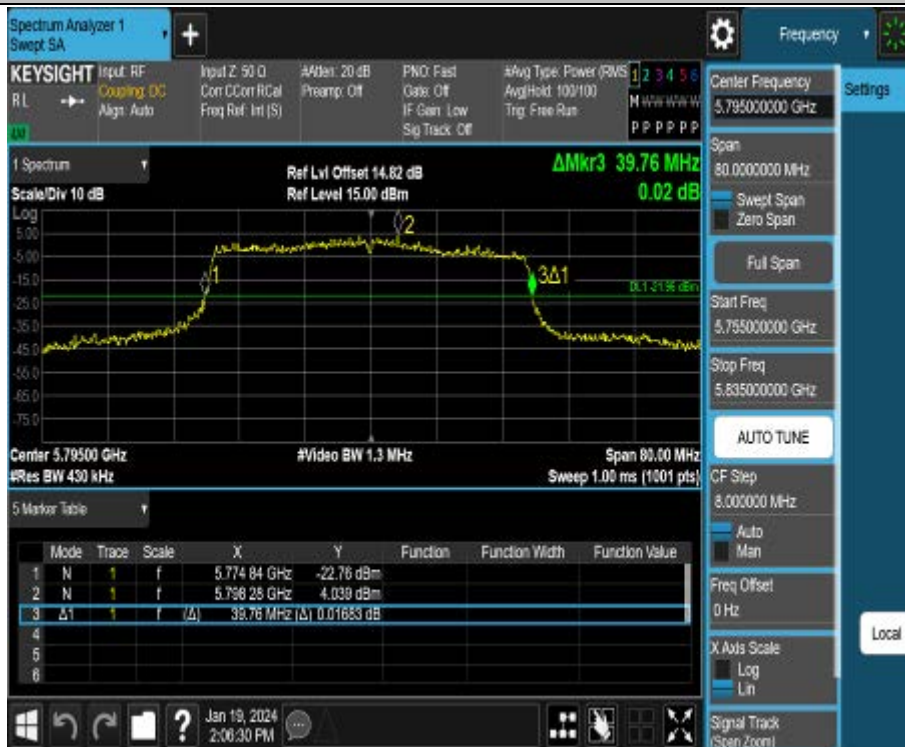 Spectrum Analyzer 1
Swept SA
+
Frequency
KEYSIGHT
RL
Input: RF
Coupling: DC
Align: Auto
Input Z: 50 Ω
Corr CCorr RCal
Freq Ref: Int (S)
#Atten: 20 dB
Preamp: Off
PNO: Fast
Gate: Off
IF Gain: Low
Sig Track: Off
#Avg Type: Power (RMS
Avg|Hold: 100/100
Trig: Free Run
1 2 3 4 5 6
M W W W W W
P P P P P P
1 Spectrum
Scale/Div 10 dB
Ref Lvl Offset 14.82 dB
Ref Level 15.00 dBm
ΔMkr3 39.76 MHz
0.02 dB
Log
5.00
-5.00
-15.0
-25.0
-35.0
-45.0
-55.0
-65.0
-75.0
1
2
3Δ1
DL1 -21.96 dBm
Center 5.79500 GHz
#Video BW 1.3 MHz
Span 80.00 MHz
#Res BW 430 kHz
Sweep 1.00 ms (1001 pts)
5 Marker Table
Mode Trace Scale X Y Function Function Width Function Value
1 N 1 f 5.774 84 GHz -22.76 dBm
2 N 1 f 5.798 28 GHz 4.039 dBm
3 Δ1 1 f (Δ) 39.76 MHz (Δ) 0.01683 dB
4
5
6
Jan 19, 2024
2:06:30 PM
?
Center Frequency
5.795000000 GHz
Settings
Span
80.0000000 MHz
Swept Span
Zero Span
Full Span
Start Freq
5.755000000 GHz
Stop Freq
5.835000000 GHz
AUTO TUNE
CF Step
8.000000 MHz
Auto
Man
Freq Offset
0 Hz
Local
X Axis Scale
Log
Lin
Signal Track
(Span Zoom)